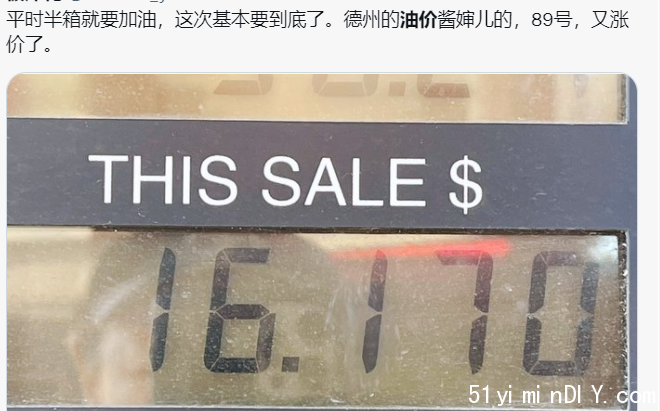 平时半箱就要加油，这次基本要到底了。德州的油价酱婶儿的，89号，又涨
价了。
THIS SALE $
16.170
51yiminDIY.com